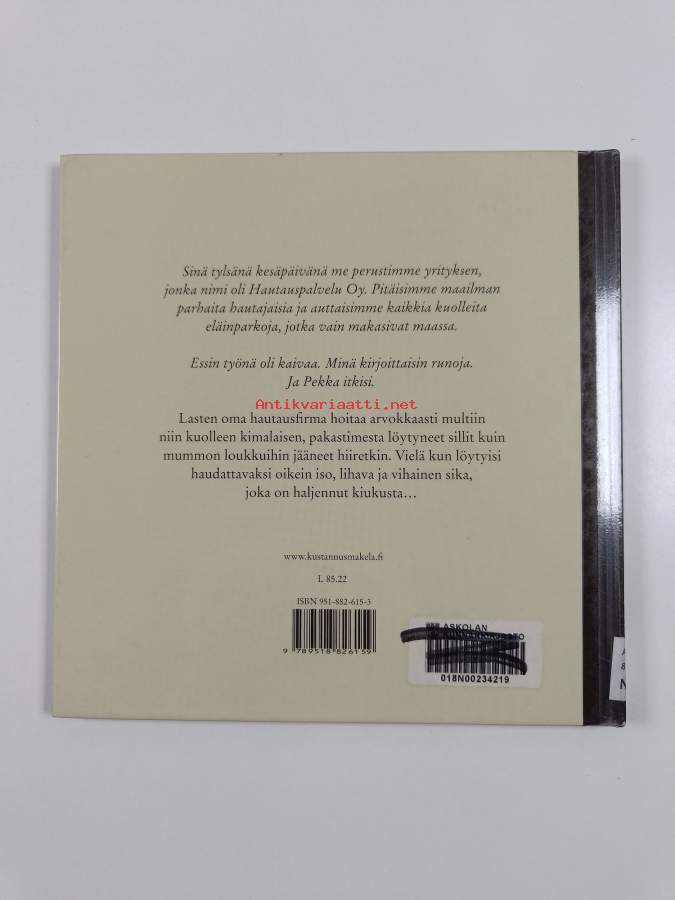 Sinä tylsänä kesäpäivänä me perustimme yrityksen,
jonka nimi oli Hautauspalvelu Oy. Pitäisimme maailman
parhaita hautajaisia ja auttaisimme kaikkia kuolleita
eläinparkoja, jotka vain makasivat maassa.
Essin työnä oli kaivaa. Minä kirjoittaisin runoja.
Ja Pekka itkisi.
Antikvariaatti.net
Lasten oma hautausfirma hoitaa arvokkaasti multiin
niin kuolleen kimalaisen, pakastimesta löytyneet sillit kuin
mummon loukkuihin jääneet hiiretkin. Vielä kun löytyisi
haudattavaksi oikein iso, lihava ja vihainen sika,
joka on haljennut kiukusta…
www.kustannusmakela.fi
L 85.22
ISBN 951-882-615-3
9 789518 826159
ASKOLAN
018N00234219